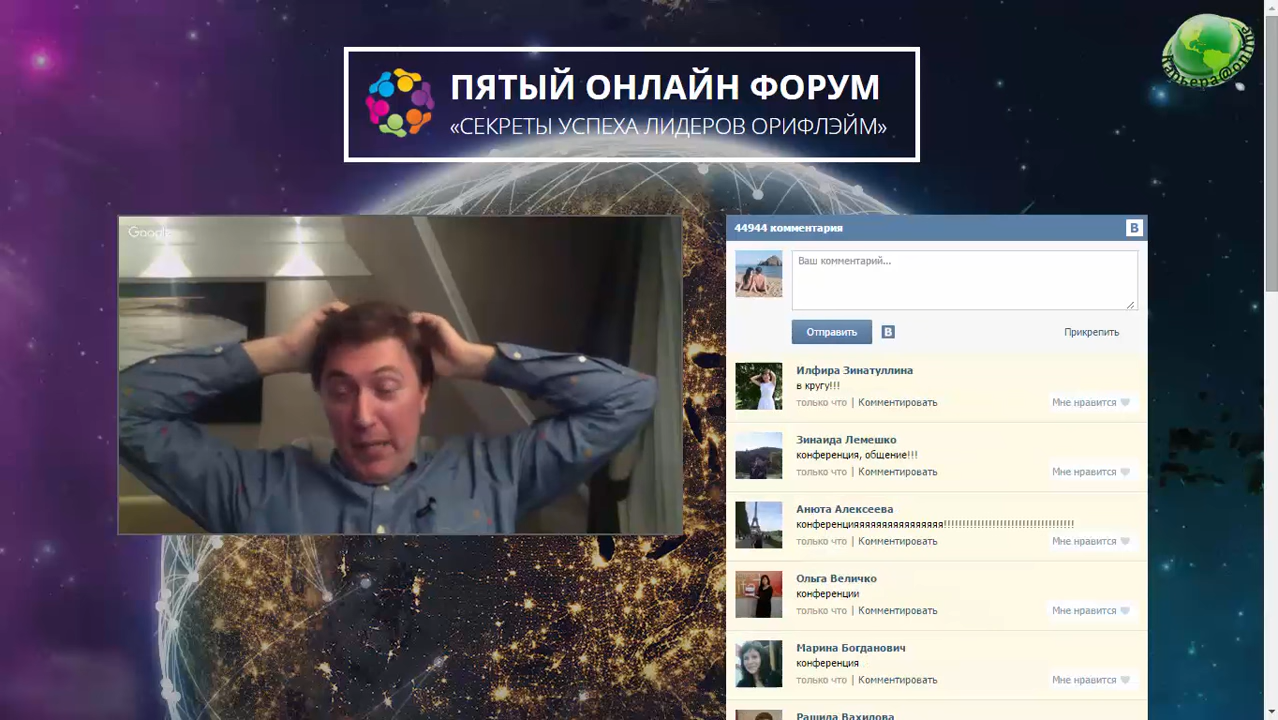 ПЯТЫЙ ОНЛАЙН ФОРУМ
«СЕКРЕТЫ УСПЕХА ЛИДЕРОВ ОРИФЛЭЙМ»
карьера@online
Google
44944 комментария
B
Ваш комментарий...
Отправить B Прикрепить
Илфира Зинатуллина
в кругу!!!
только что | Комментировать Мне нравится
Зинаида Лемешко
конференция, общение!!!
только что | Комментировать Мне нравится
Анюта Алексеева
конференцияяяяяяяяяяяяяяяя!!!!!!!!!!!!!!!!!!!!!!!!!!!!!!!!!!!
только что | Комментировать Мне нравится
Ольга Величко
конференции
только что | Комментировать Мне нравится
Марина Богданович
конференция
только что | Комментировать Мне нравится
Рашида Вахидова